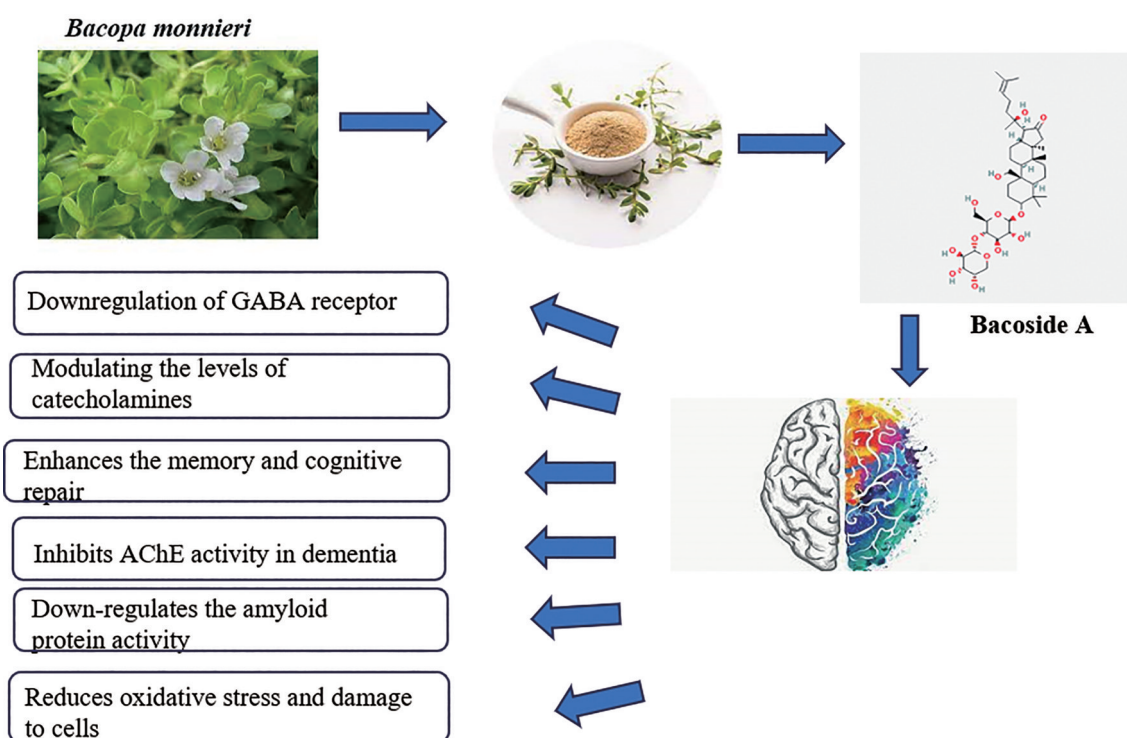 Bacopa monnieri
Bacoside A
Downregulation of GABA receptor
Modulating the levels of
catecholamines
Enhances the memory and cognitive
repair
Inhibits AChE activity in dementia
Down-regulates the amyloid
protein activity
Reduces oxidative stress and damage
to cells